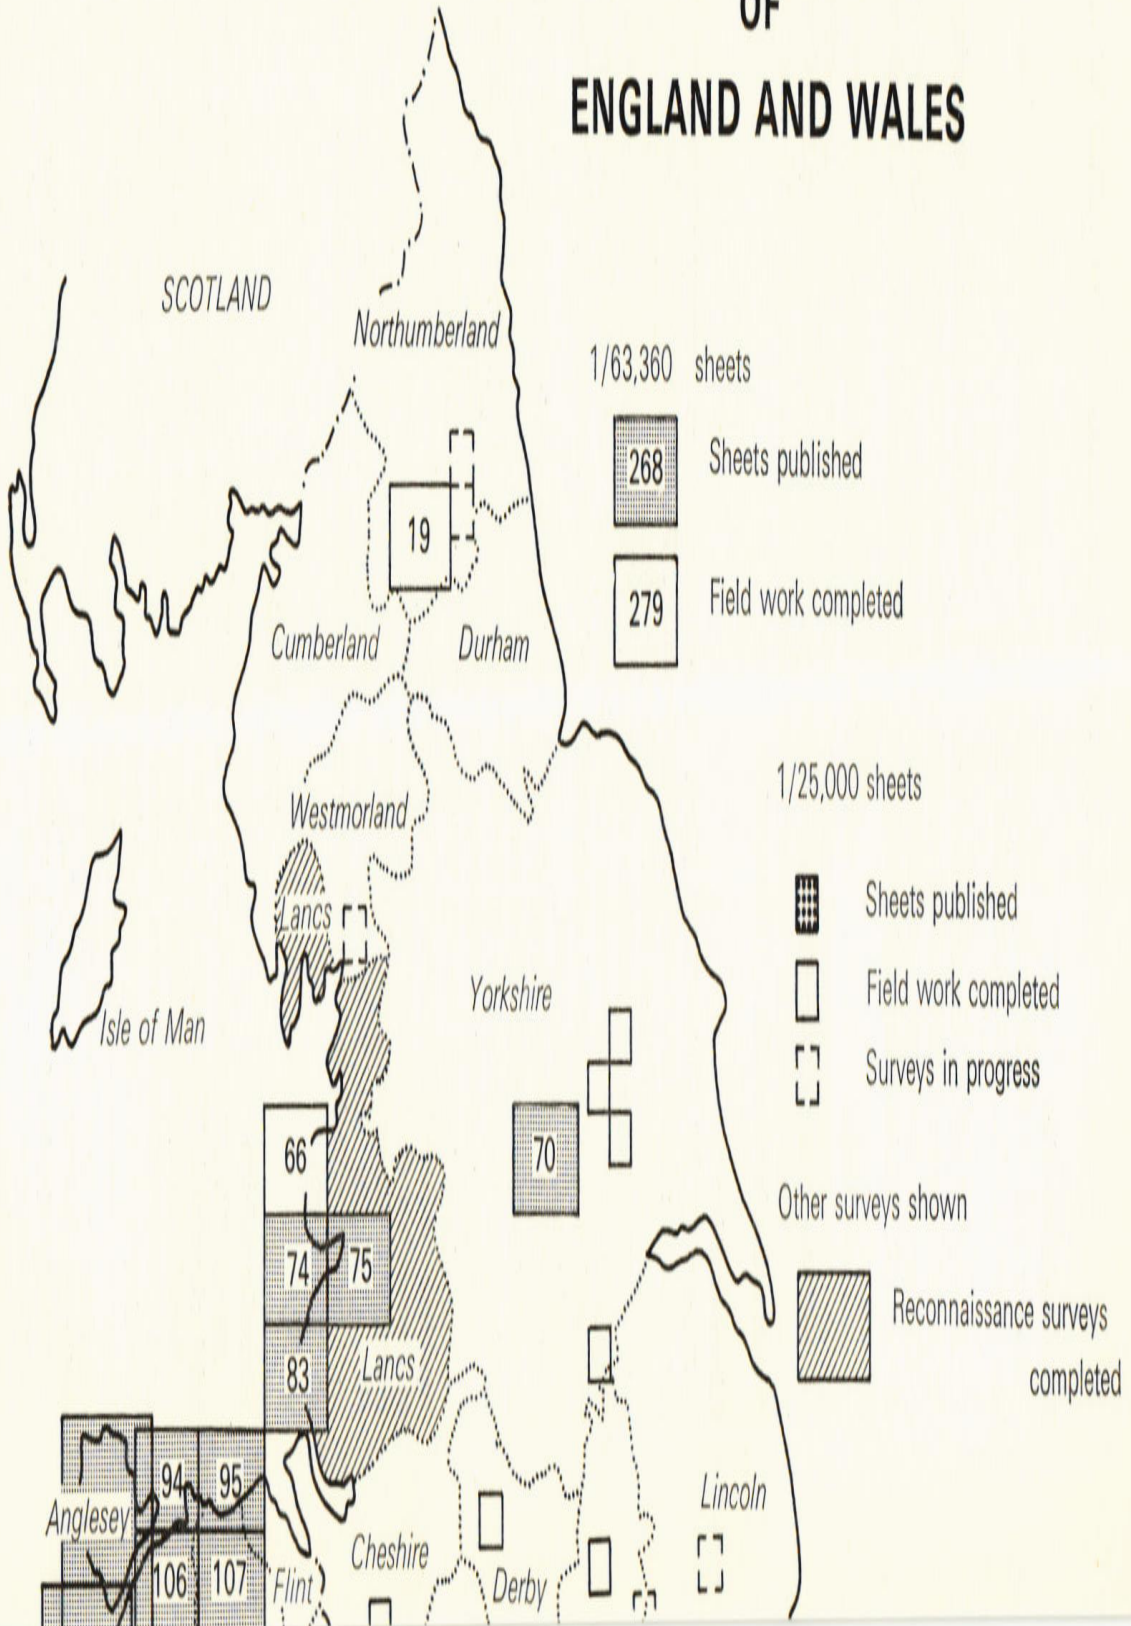 OF
ENGLAND AND WALES
SCOTLAND
Northumberland
1/63,360 sheets
268
Sheets published
19
279
Field work completed
Cumberland
Durham
1/25,000 sheets
Westmorland
Sheets published
Lancs
Field work completed
Yorkshire
Isle of Man
Surveys in progress
66
70
Other surveys shown
74
75
Reconnaissance surveys
completed
83
Lancs
94
95
Lincoln
Anglesey
Cheshire
106
107
Flint
Derby